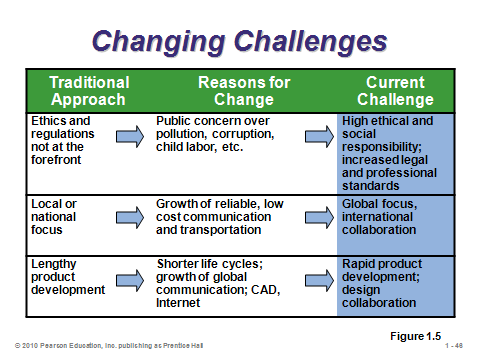 Changing Challenges
Traditional
Approach
Reasons for
Change
Current
Challenge
Ethics and
regulations
not at the
forefront
Public concern over
pollution, corruption,
child labor, etc.
High ethical and
social
responsibility;
increased legal
and professional
standards
Local or
national
focus
Growth of reliable, low
cost communication
and transportation
Global focus,
international
collaboration
Lengthy
product
development
Shorter life cycles;
growth of global
communication; CAD,
Internet
Rapid product
development;
design
collaboration
Figure 1.5
© 2010 Pearson Education, Inc. publishing as Prentice Hall
1 - 46